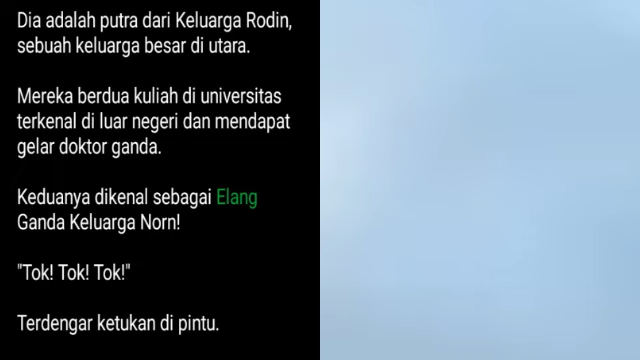 Dia adalah putra dari Keluarga Rodin,
sebuah keluarga besar di utara.
Mereka berdua kuliah di universitas
terkenal di luar negeri dan mendapat
gelar doktor ganda.
Keduanya dikenal sebagai Elang
Ganda Keluarga Norn!
"Tok! Tok! Tok!"
Terdengar ketukan di pintu.